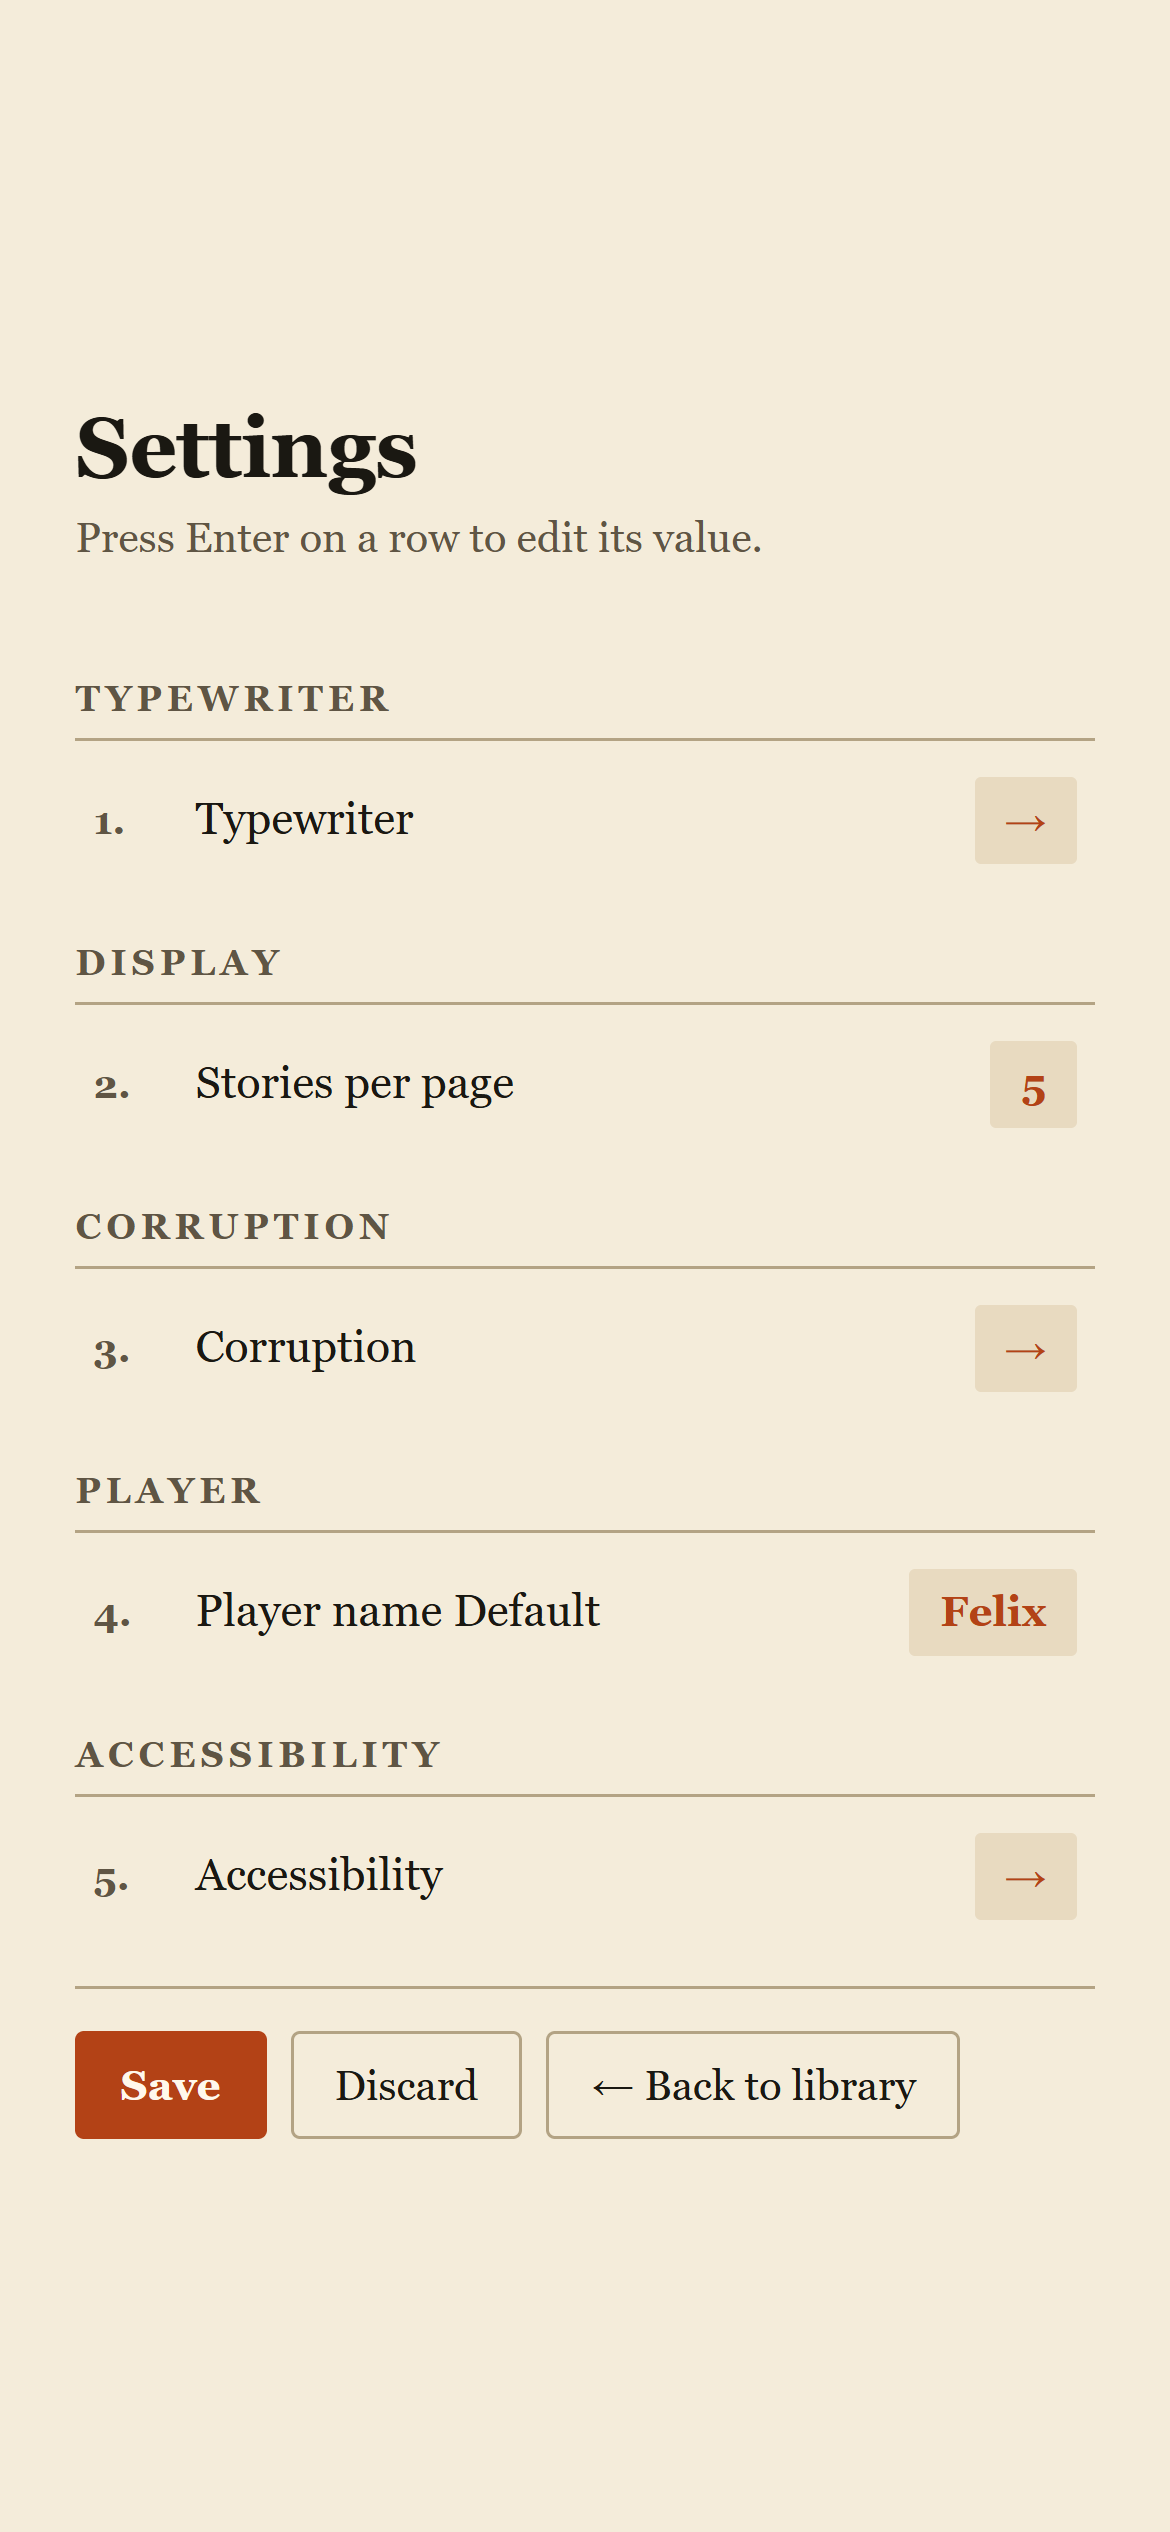 Settings
Press Enter on a row to edit its value.
TYPEWRITER
1. Typewriter →
DISPLAY
2. Stories per page 5
CORRUPTION
3. Corruption →
PLAYER
4. Player name Default Felix
ACCESSIBILITY
5. Accessibility →
Save Discard ← Back to library